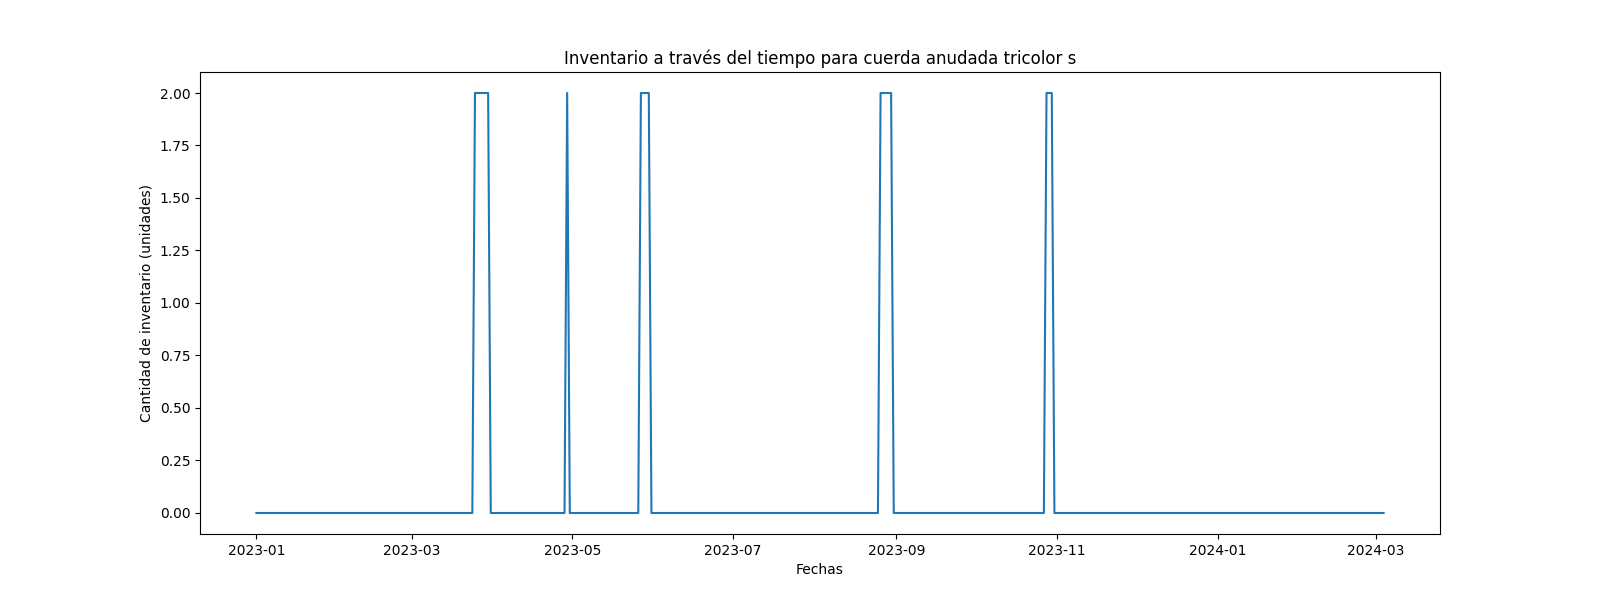 Inventario a través del tiempo para cuerda anudada tricolor s
Cantidad de inventario (unidades)
2.00
1.75
1.50
1.25
1.00
0.75
0.50
0.25
0.00
2023-01 2023-03 2023-05 2023-07 2023-09 2023-11 2024-01 2024-03
Fechas